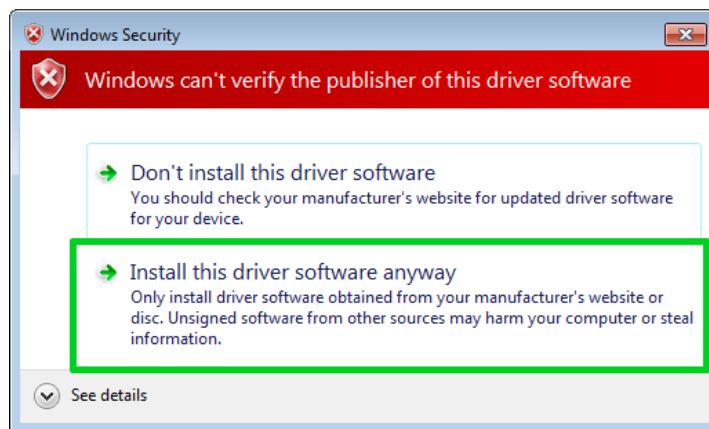 Windows Security
Windows can't verify the publisher of this driver software
Don't install this driver software
You should check your manufacturer's website for updated driver software
for your device.
Install this driver software anyway
Only install driver software obtained from your manufacturer's website or
disc. Unsigned software from other sources may harm your computer or steal
information.
See details